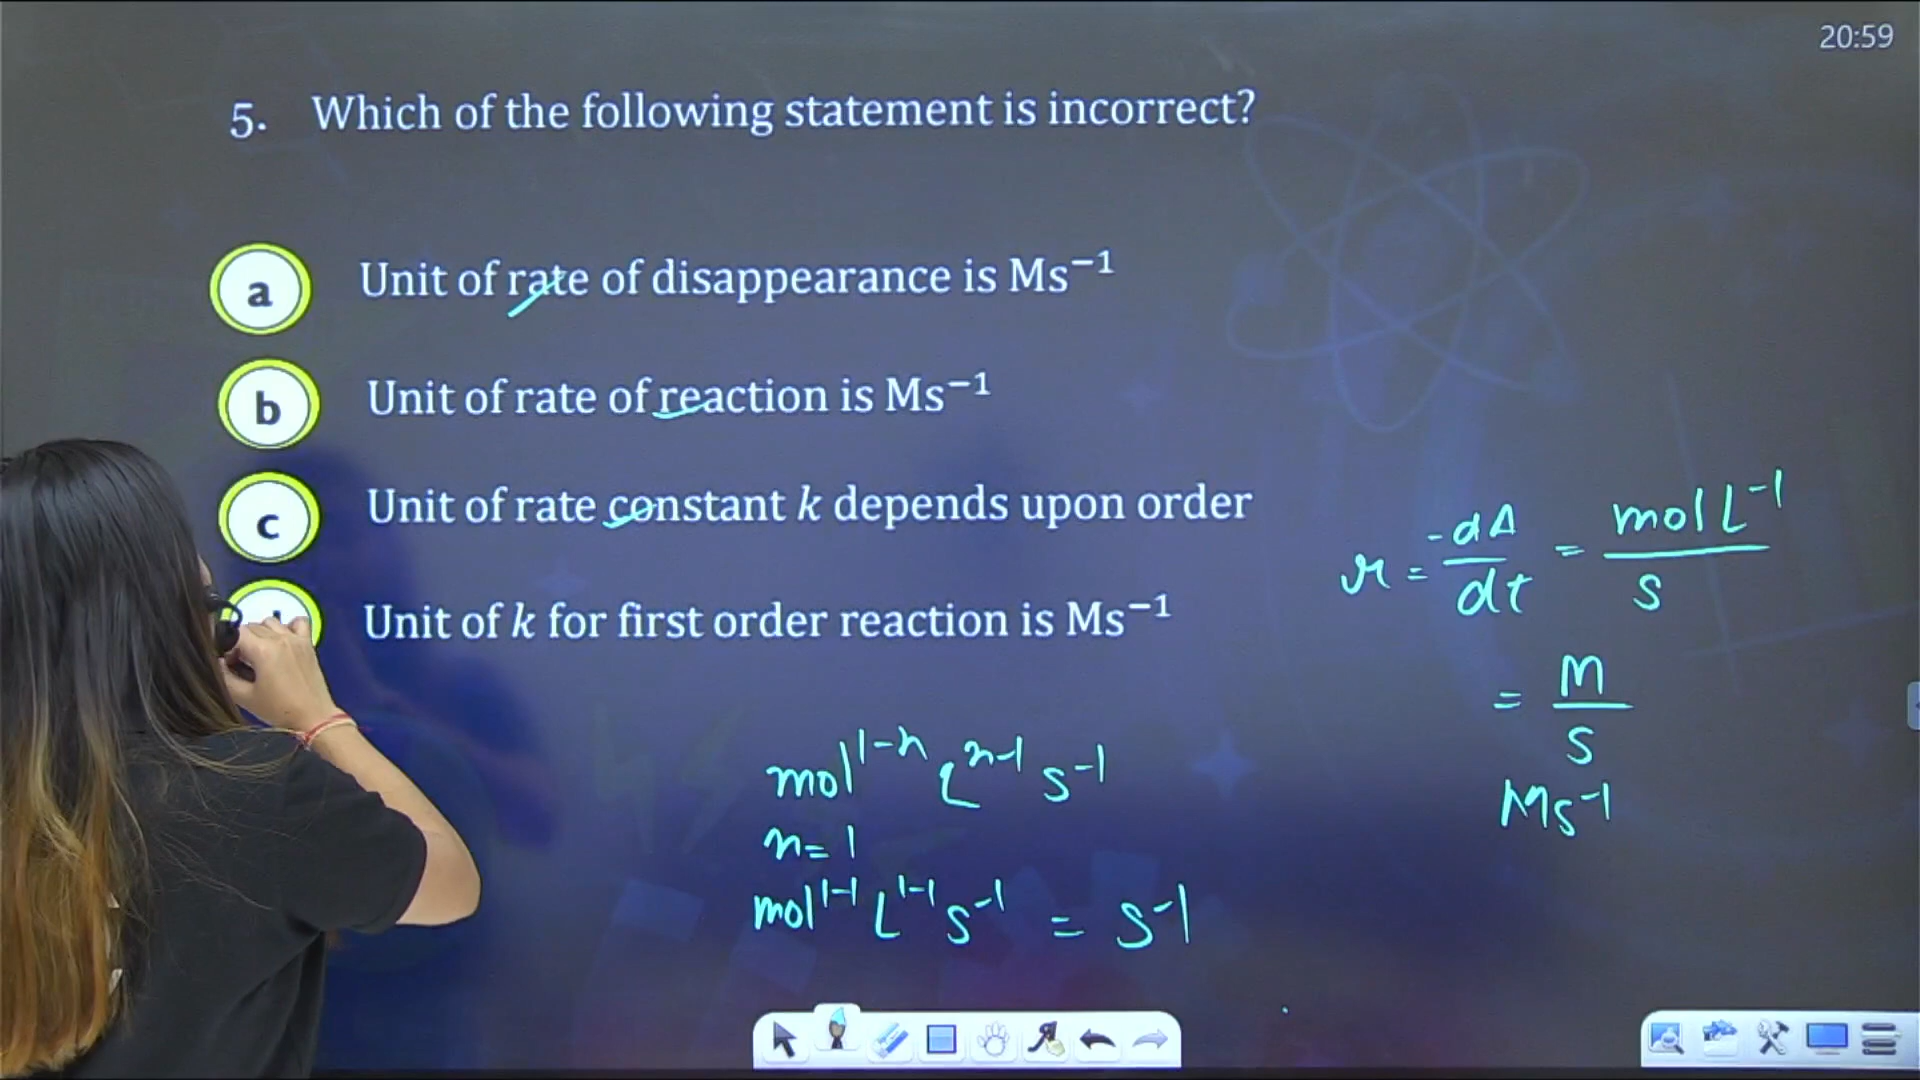 20:59
5. Which of the following statement is incorrect?
a Unit of rate of disappearance is Ms⁻¹
b Unit of rate of reaction is Ms⁻¹
c Unit of rate constant k depends upon order
Unit of k for first order reaction is Ms⁻¹
r = -dA/dt = mol L⁻¹/s
= M/s
Ms⁻¹
mol¹⁻ⁿ Lⁿ⁻¹ s⁻¹
n=1
mol¹⁻¹ L¹⁻¹ s⁻¹ = s⁻¹